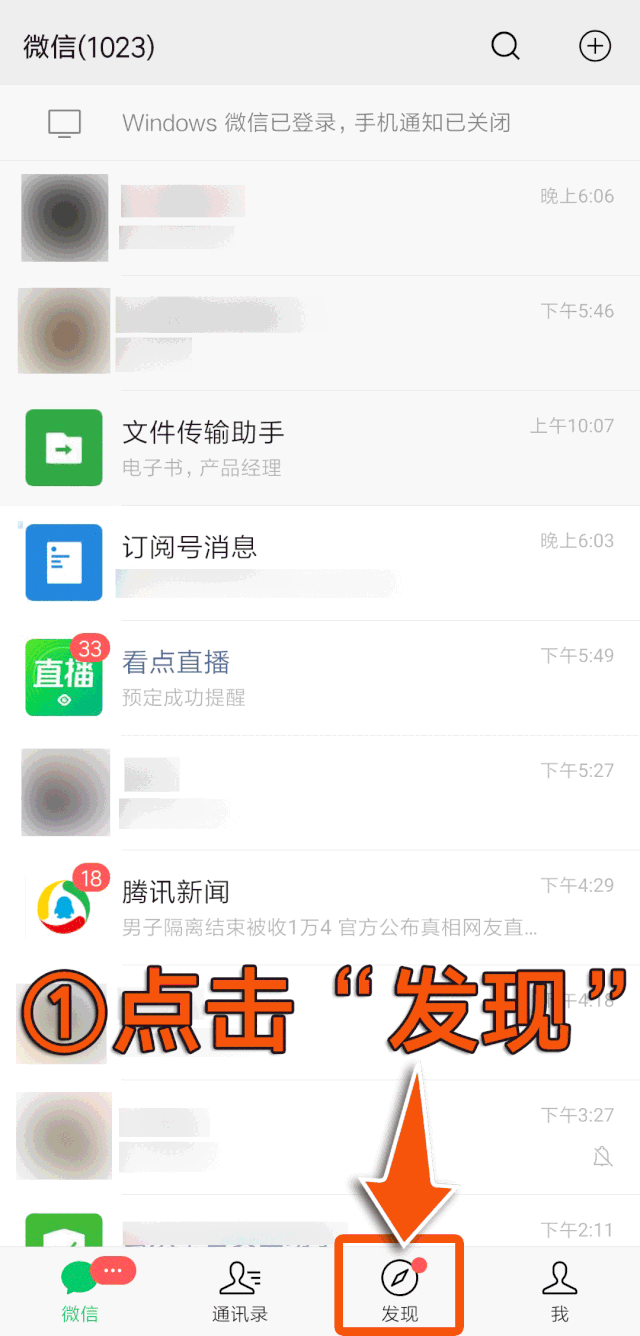 微信(1023)
Windows 微信已登录，手机通知已关闭
晚上6:06
下午5:46
文件传输助手
上午10:07
电子书，产品经理
订阅号消息
晚上6:03
直播
33
看点直播
下午5:49
预定成功提醒
下午5:27
18
腾讯新闻
下午4:29
男子隔离结束被收1万4 官方公布真相网友直...
①点击“发现”
下午4:18
下午3:27
下午2:11
微信
通讯录
发现
我